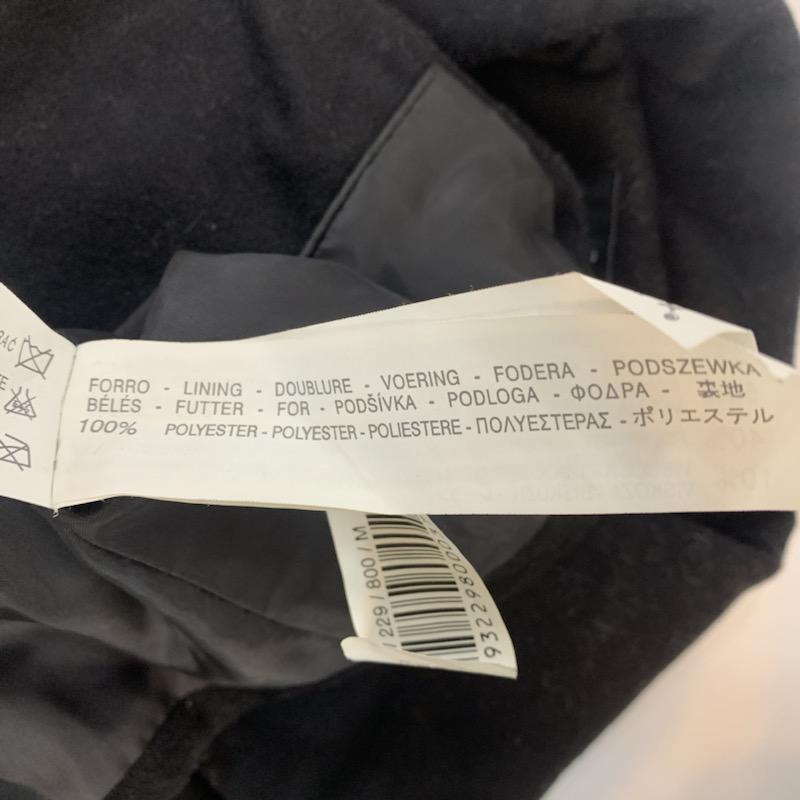 FORRO - LINING - DOUBLURE - VOERING - FODERA - PODSZEWKA
BÉLÉS - FUTTER - FOR - PODŠÍVKA - PODLOGA - ΦΟΔΡΑ - 裏地
100% POLYESTER - POLYESTER - POLIESTERE - ΠΟΛΥΕΣΤΕΡΑΣ - ポリエステル
/ 229 / 800 / M
932298000